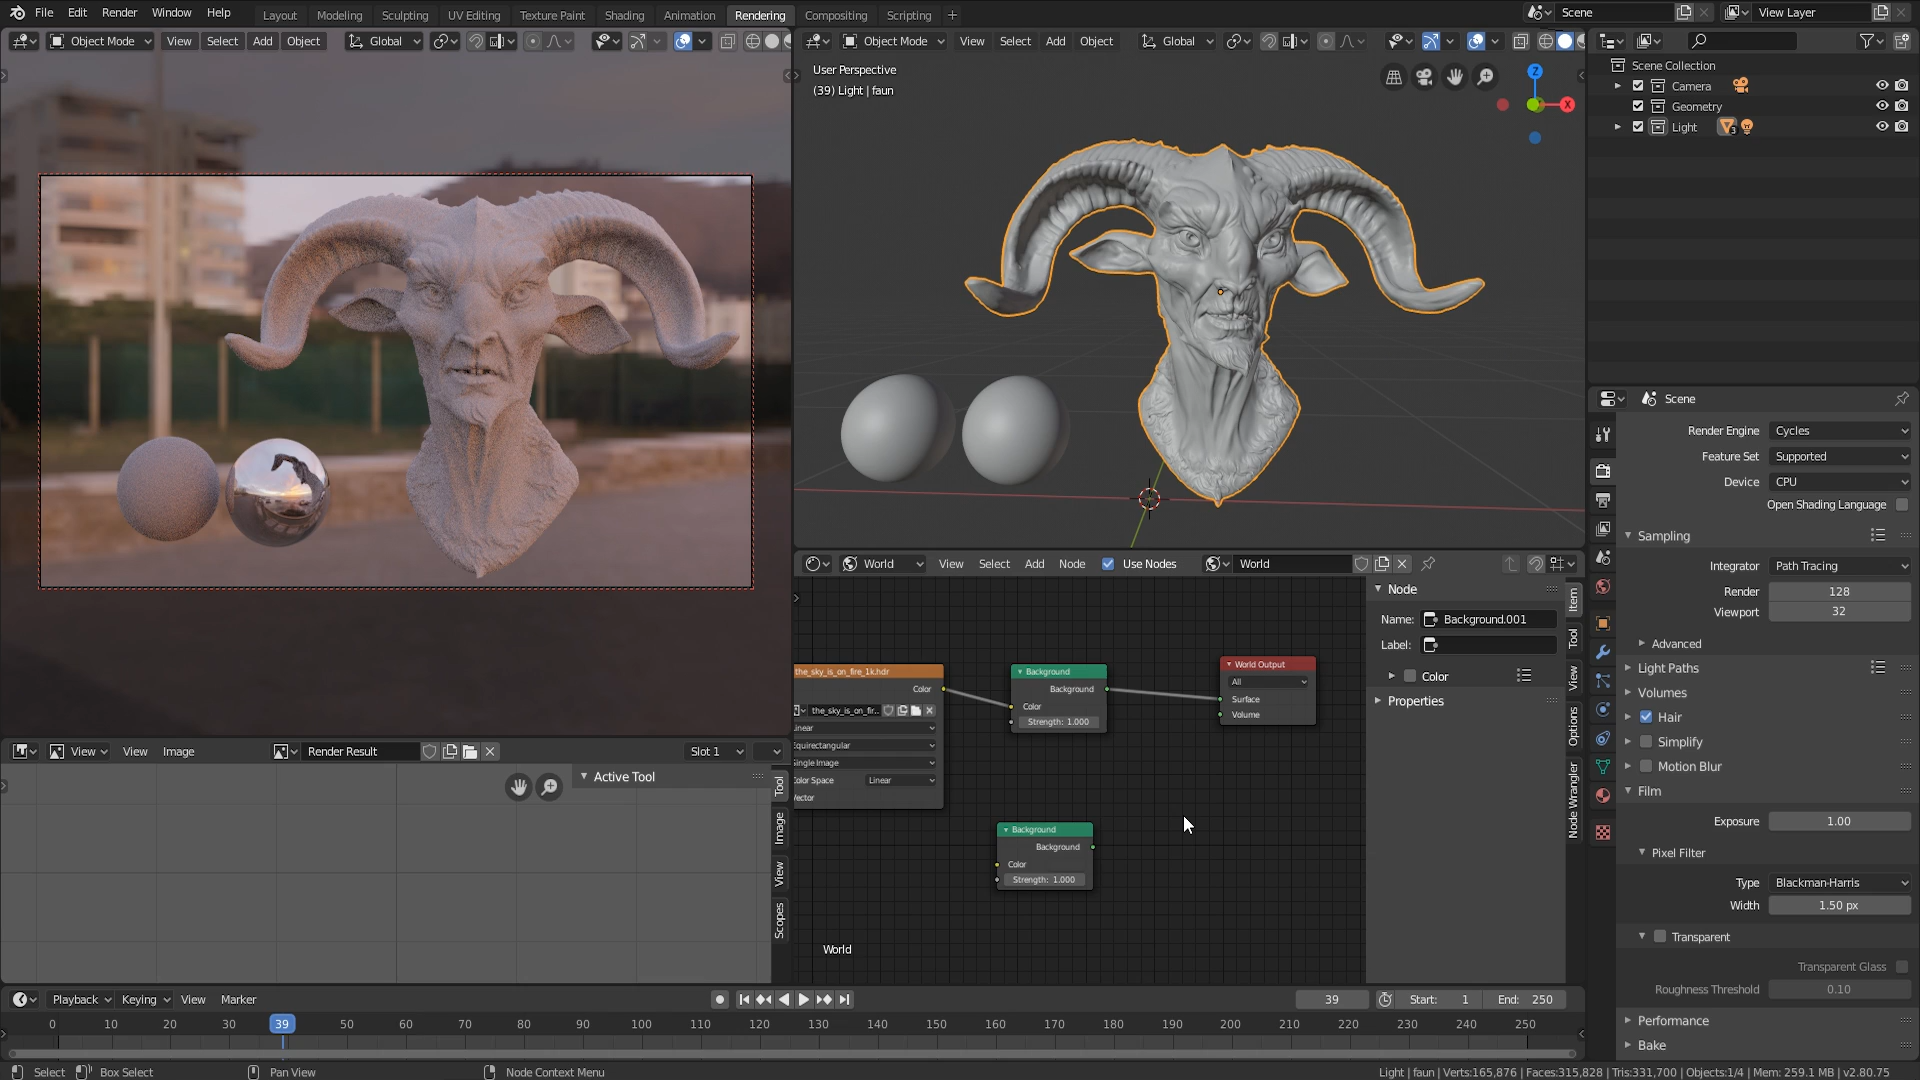 File Edit Render Window Help Layout Modeling Sculpting UV Editing Texture Paint Shading Animation Rendering Compositing Scripting + Scene View Layer
Object Mode View Select Add Object Global
Object Mode View Select Add Object Global
User Perspective
(39) Light | faun
Z
X
Scene Collection
Camera
Geometry
Light
3
Scene
Render Engine Cycles
Feature Set Supported
Device CPU
Open Shading Language
Sampling
Integrator Path Tracing
Render 128
Viewport 32
Advanced
Light Paths
Volumes
Hair
Simplify
Motion Blur
Film
Exposure 1.00
Pixel Filter
Type Blackman-Harris
Width 1.50 px
Transparent
Transparent Glass
Roughness Threshold 0.10
Performance
Bake
World View Select Add Node Use Nodes World
Node
Name: Background.001
Label:
Color
Properties
Item
Tool
View
Options
Node Wrangler
the_sky_is_on_fire_1k.hdr
Color
the_sky_is_on_fir..
inear
Equirectangular
Single Image
Color Space Linear
Vector
Background
Background
Color
Strength: 1.000
World Output
All
Surface
Volume
Background
Background
Color
Strength: 1.000
World
View View Image Render Result Slot 1
Active Tool
Tool
Image
View
Scopes
Playback Keying View Marker 39 Start: 1 End: 250
0 10 20 30 39 50 60 70 80 90 100 110 120 130 140 150 160 170 180 190 200 210 220 230 240 250
Select Box Select Pan View Node Context Menu Light | faun | Verts:165,876 | Faces:315,828 | Tris:331,700 | Objects:1/4 | Mem: 259.1 MB | v2.80.75